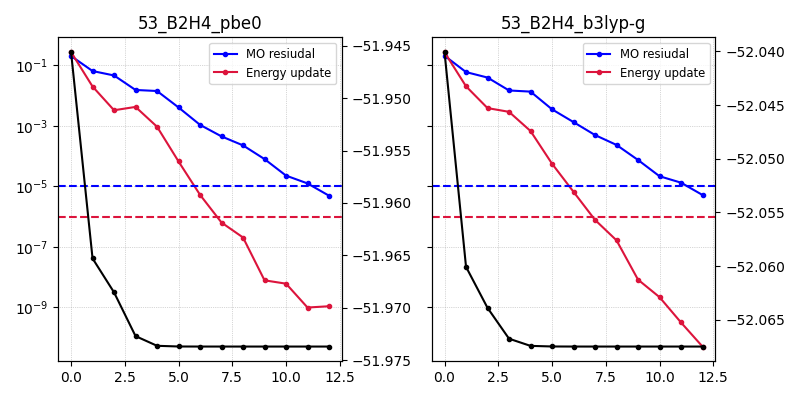 53_B2H4_pbe0
53_B2H4_b3lyp-g
MO resiudal
Energy update
MO resiudal
Energy update
10⁻¹
10⁻³
10⁻⁵
10⁻⁷
10⁻⁹
−51.945
−51.950
−51.955
−51.960
−51.965
−51.970
−51.975
−52.040
−52.045
−52.050
−52.055
−52.060
−52.065
0.0 2.5 5.0 7.5 10.0 12.5
0.0 2.5 5.0 7.5 10.0 12.5